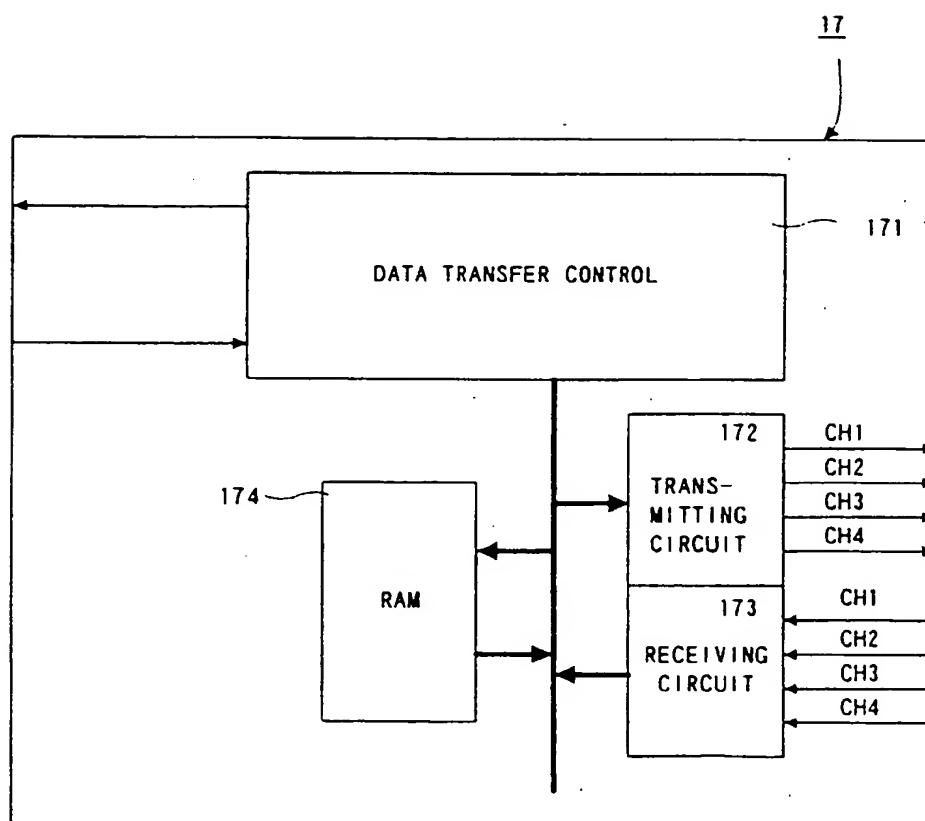 17
171
DATA TRANSFER CONTROL
172
TRANS-
MITTING
CIRCUIT
CH1
CH2
CH3
CH4
174
RAM
173
RECEIVING
CIRCUIT
CH1
CH2
CH3
CH4